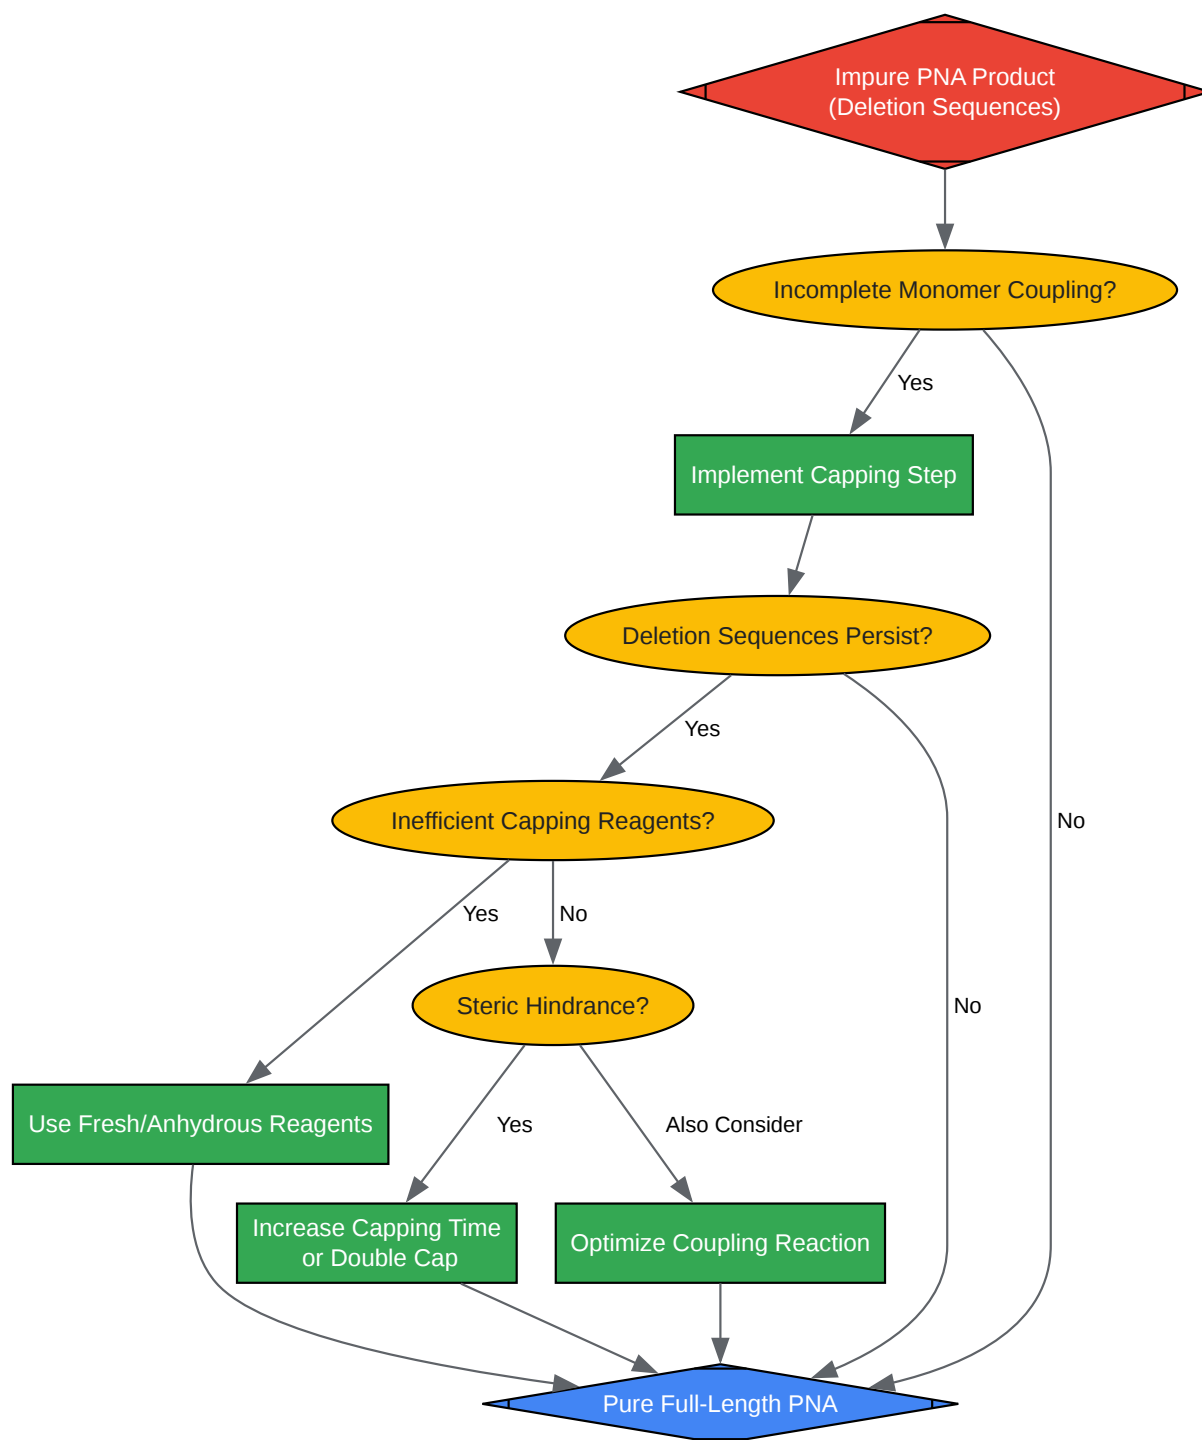 Impure PNA Product
(Deletion Sequences)
Incomplete Monomer Coupling?
Yes
Implement Capping Step
Deletion Sequences Persist?
Yes
Inefficient Capping Reagents?
No
Yes
No
Steric Hindrance?
No
Use Fresh/Anhydrous Reagents
Yes
Also Consider
Increase Capping Time
or Double Cap
Optimize Coupling Reaction
Pure Full-Length PNA